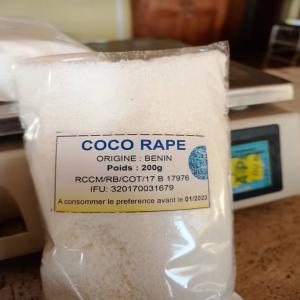 COCO RAPE
ORIGINE : BENIN
Poids : 200g
RCCM/RB/COT/17 B 17976
IFU: 320170031679
A consommer le preference avant le 01/2023